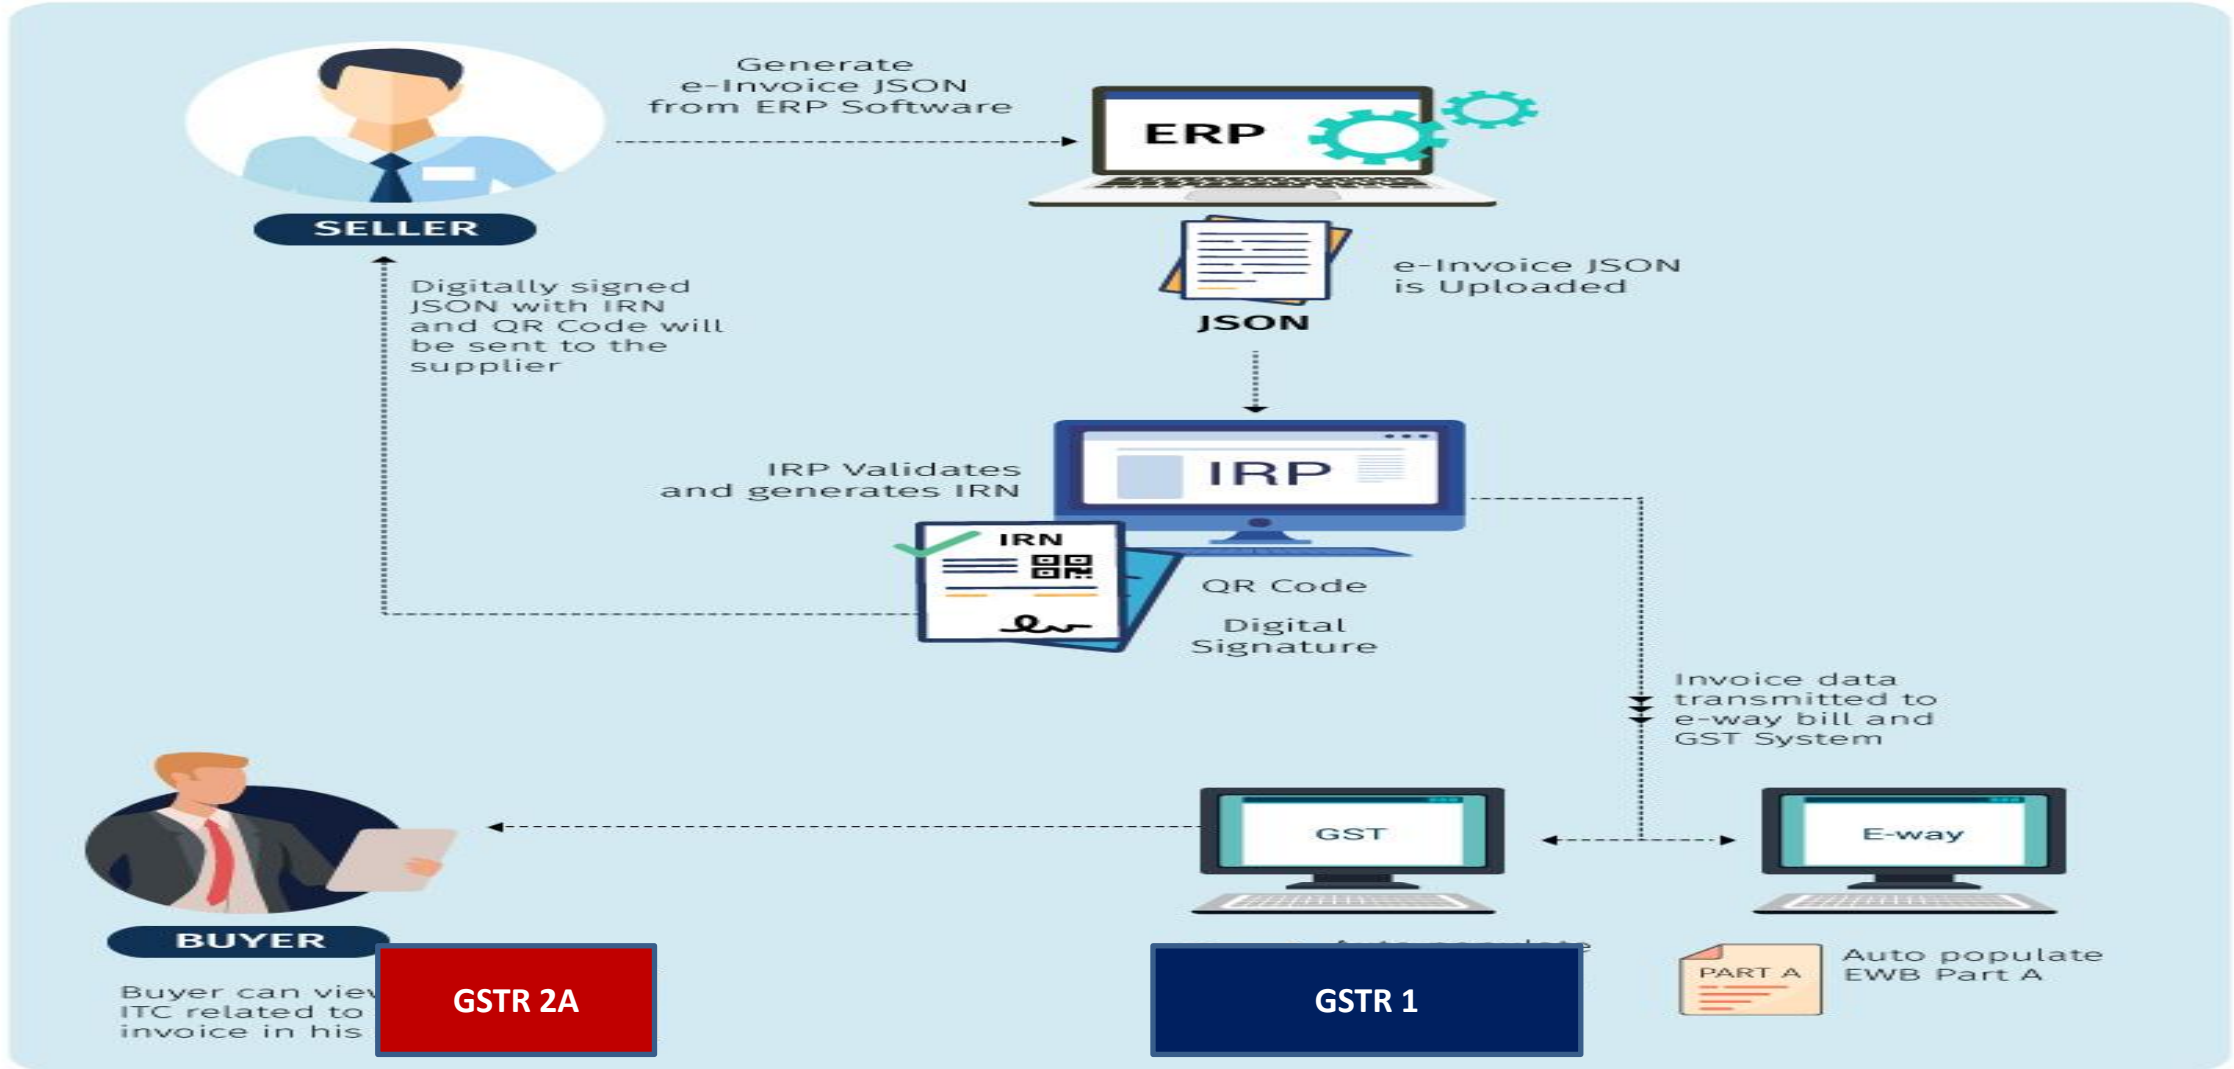 Generate
e-Invoice JSON
from ERP Software
ERP
SELLER
Digitally signed
JSON with IRN
and QR Code will
be sent to the
supplier
e-Invoice JSON
is Uploaded
JSON
IRP Validates
and generates IRN
IRP
IRN
QR Code
Digital
Signature
Invoice data
transmitted to
e-way bill and
GST System
GST
E-way
BUYER
Buyer can
ITC related to
invoice in his
GSTR 2A
GSTR 1
PART A
Auto populate
EWB Part A